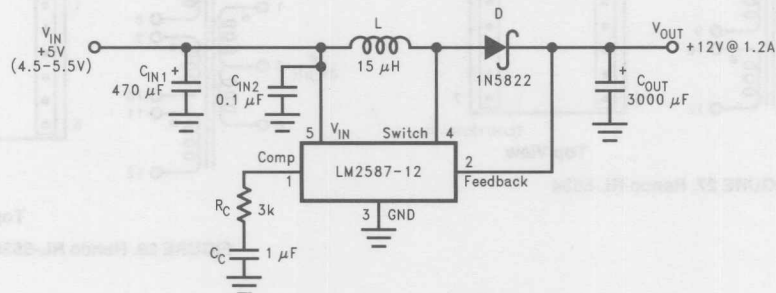 V_IN
+5V
(4.5-5.5V)
C_IN1
+
470 μF
C_IN2
0.1 μF
L
15 μH
D
1N5822
V_OUT
+12V@ 1.2A
+
C_OUT
3000 μF
5
V_IN
Switch
4
Comp
1
LM2587-12
2
Feedback
3
GND
R_C
3k
C_C
1 μF
Top View